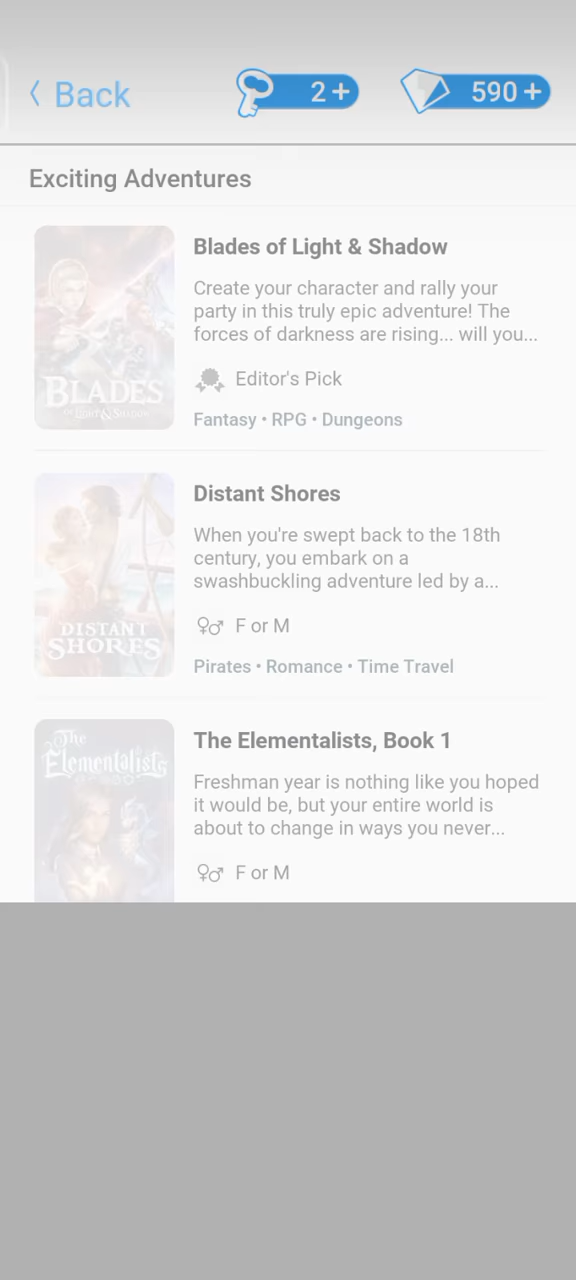 Back
2 +
590 +
Exciting Adventures
Blades of Light & Shadow
Create your character and rally your
party in this truly epic adventure! The
forces of darkness are rising... will you...
Editor's Pick
Fantasy • RPG • Dungeons
BLADES
OF LIGHT & SHADOW
Distant Shores
When you're swept back to the 18th
century, you embark on a
swashbuckling adventure led by a...
F or M
Pirates • Romance • Time Travel
DISTANT
SHORES
The Elementalists, Book 1
Freshman year is nothing like you hoped
it would be, but your entire world is
about to change in ways you never...
F or M
The
Elementalists